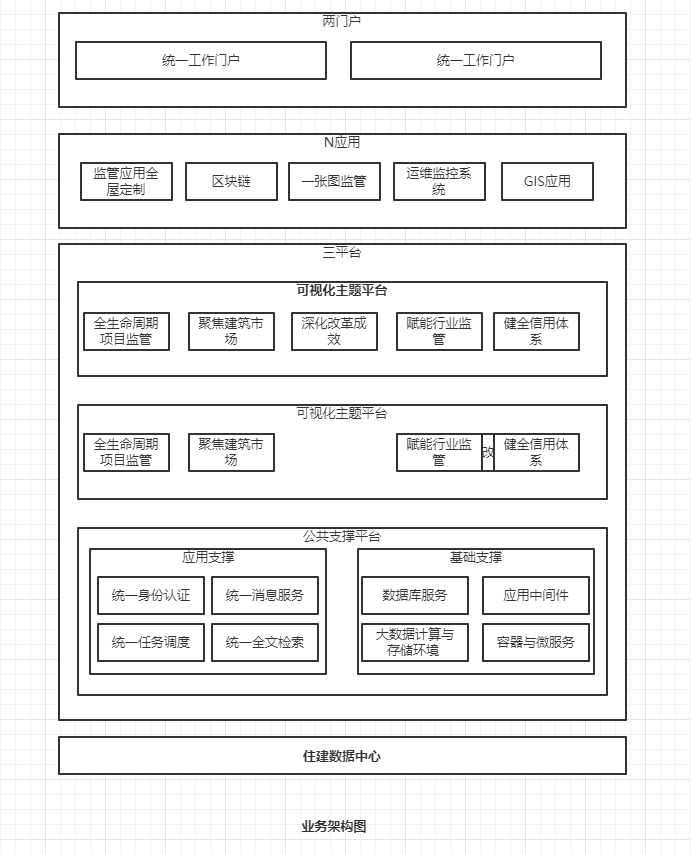 两门户
统一工作门户
统一工作门户
N应用
监管应用全
屋定制
区块链
一张图监管
运维监控系
统
GIS应用
三平台
可视化主题平台
全生命周期
项目监管
聚焦建筑市
场
深化改革成
效
赋能行业监
管
健全信用体
系
可视化主题平台
全生命周期
项目监管
聚焦建筑市
场
赋能行业监
管
改
健全信用体
系
公共支撑平台
应用支撑
统一身份认证
统一消息服务
统一任务调度
统一全文检索
基础支撑
数据库服务
应用中间件
大数据计算与
存储环境
容器与微服务
住建数据中心
业务架构图